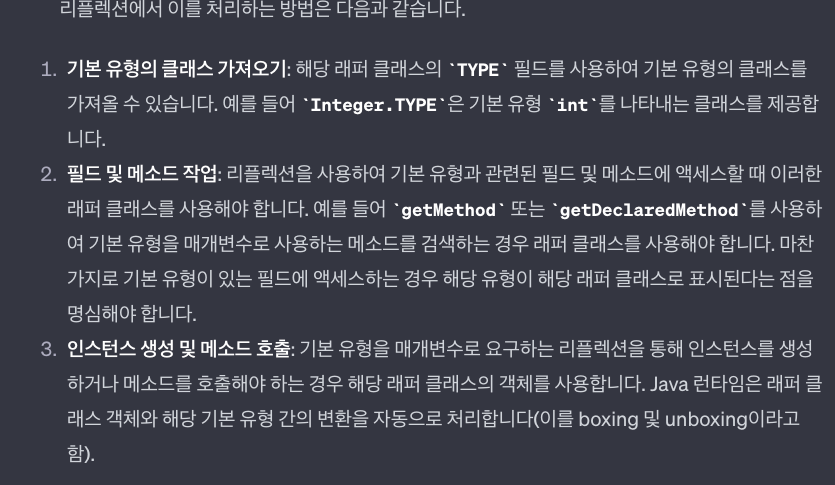 리플렉션에서 이를 처리하는 방법은 다음과 같습니다.
1. 기본 유형의 클래스 가져오기: 해당 래퍼 클래스의 `TYPE` 필드를 사용하여 기본 유형의 클래스를
가져올 수 있습니다. 예를 들어 `Integer.TYPE`은 기본 유형 `int`를 나타내는 클래스를 제공합
니다.
2. 필드 및 메소드 작업: 리플렉션을 사용하여 기본 유형과 관련된 필드 및 메소드에 액세스할 때 이러한
래퍼 클래스를 사용해야 합니다. 예를 들어 `getMethod` 또는 `getDeclaredMethod`를 사용하
여 기본 유형을 매개변수로 사용하는 메소드를 검색하는 경우 래퍼 클래스를 사용해야 합니다. 마찬
가지로 기본 유형이 있는 필드에 액세스하는 경우 해당 유형이 해당 래퍼 클래스로 표시된다는 점을
명심해야 합니다.
3. 인스턴스 생성 및 메소드 호출: 기본 유형을 매개변수로 요구하는 리플렉션을 통해 인스턴스를 생성
하거나 메소드를 호출해야 하는 경우 해당 래퍼 클래스의 객체를 사용합니다. Java 런타임은 래퍼 클
래스 객체와 해당 기본 유형 간의 변환을 자동으로 처리합니다(이를 boxing 및 unboxing이라고
함).